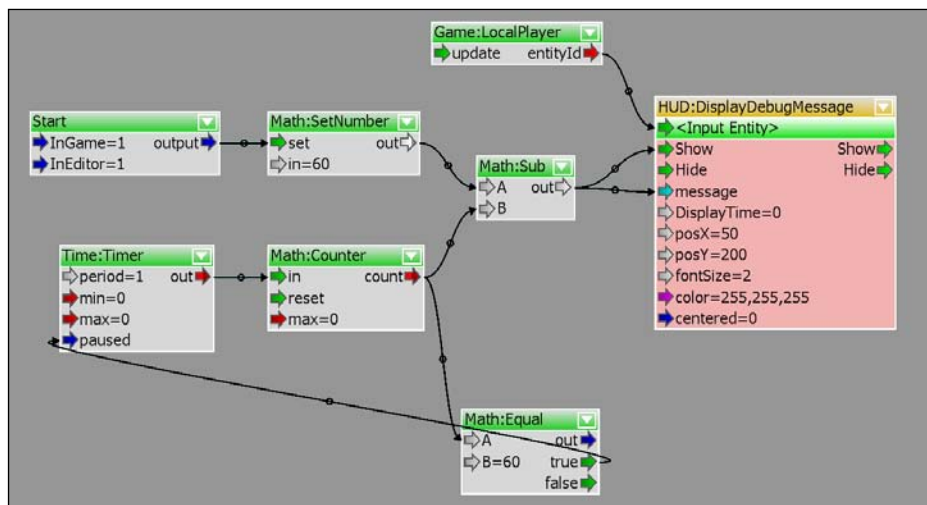 Game:LocalPlayer
update entityId
Start
InGame=1 output
InEditor=1
Math:SetNumber
set out
in=60
Math:Sub
A out
B
HUD:DisplayDebugMessage
<Input Entity>
Show Show
Hide Hide
message
DisplayTime=0
posX=50
posY=200
fontSize=2
color=255,255,255
centered=0
Time:Timer
period=1 out
min=0
max=0
paused
Math:Counter
in count
reset
max=0
Math:Equal
A out
B=60 true
false